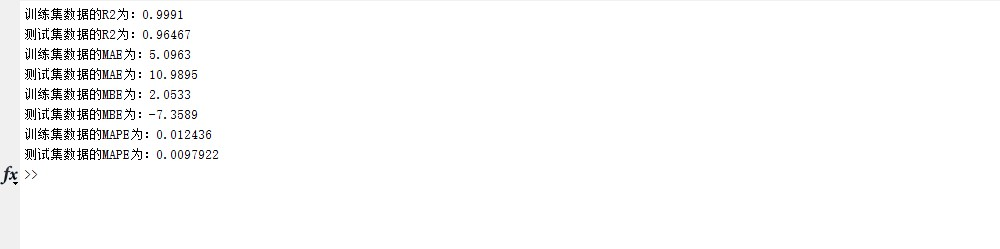 训练集数据的R2为：0.9991
测试集数据的R2为：0.96467
训练集数据的MAE为：5.0963
测试集数据的MAE为：10.9895
训练集数据的MBE为：2.0533
测试集数据的MBE为：-7.3589
训练集数据的MAPE为：0.012436
测试集数据的MAPE为：0.0097922
fx >>